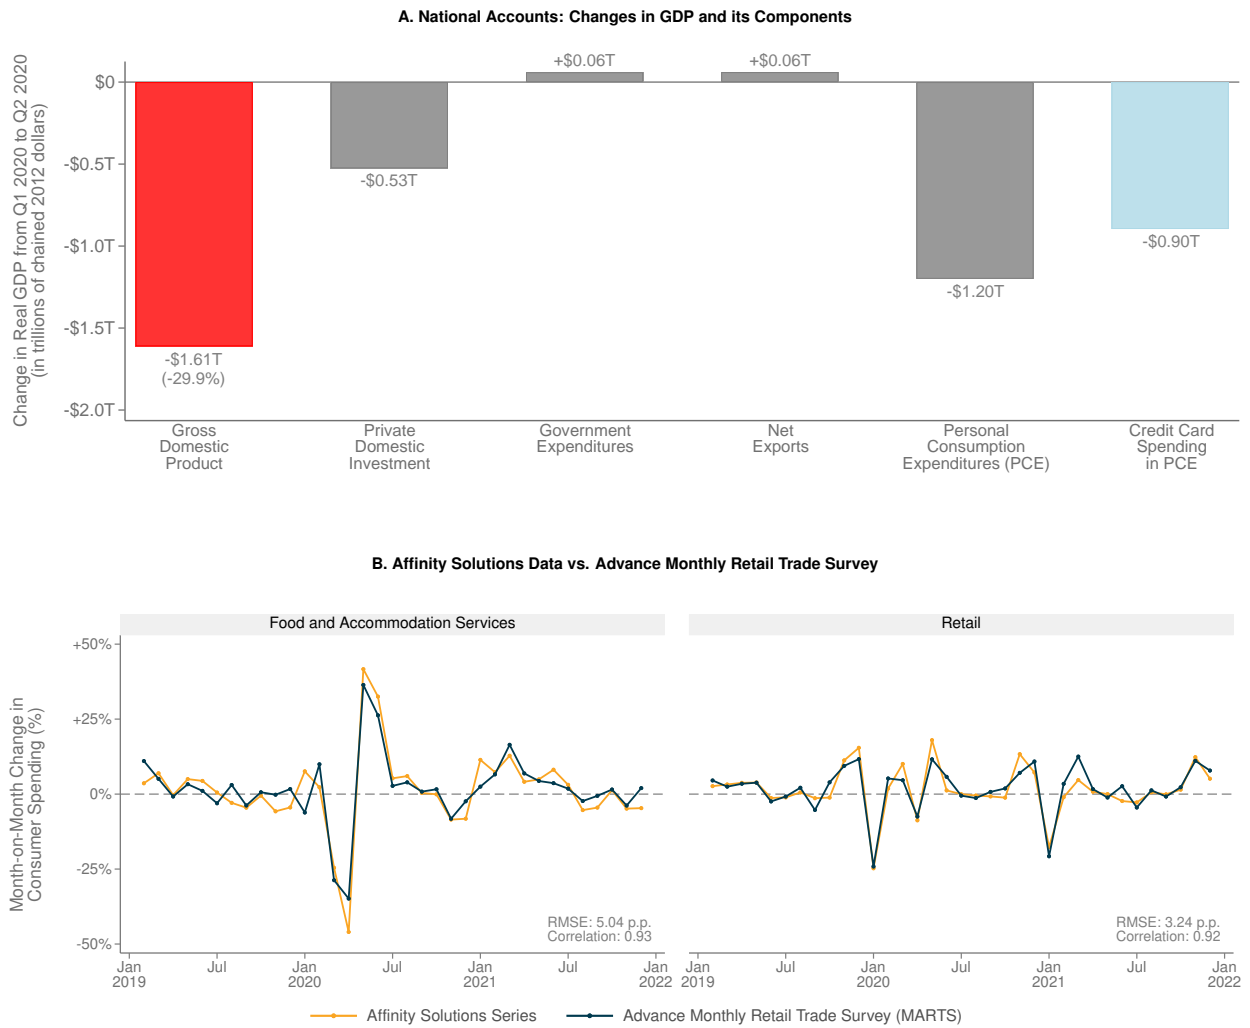 A. National Accounts: Changes in GDP and its Components
Change in Real GDP from Q1 2020 to Q2 2020
(in trillions of chained 2012 dollars)
$0
-$0.5T
-$1.0T
-$1.5T
-$2.0T
-$1.61T
(-29.9%)
-$0.53T
+$0.06T
+$0.06T
-$1.20T
-$0.90T
Gross
Domestic
Product
Private
Domestic
Investment
Government
Expenditures
Net
Exports
Personal
Consumption
Expenditures (PCE)
Credit Card
Spending
in PCE
B. Affinity Solutions Data vs. Advance Monthly Retail Trade Survey
Month-on-Month Change in
Consumer Spending (%)
Food and Accommodation Services
Retail
+50%
+25%
0%
-25%
-50%
RMSE: 5.04 p.p.
Correlation: 0.93
RMSE: 3.24 p.p.
Correlation: 0.92
Jan
2019
Jul
Jan
2020
Jul
Jan
2021
Jul
Jan
2022
Jan
2019
Jul
Jan
2020
Jul
Jan
2021
Jul
Jan
2022
Affinity Solutions Series
Advance Monthly Retail Trade Survey (MARTS)